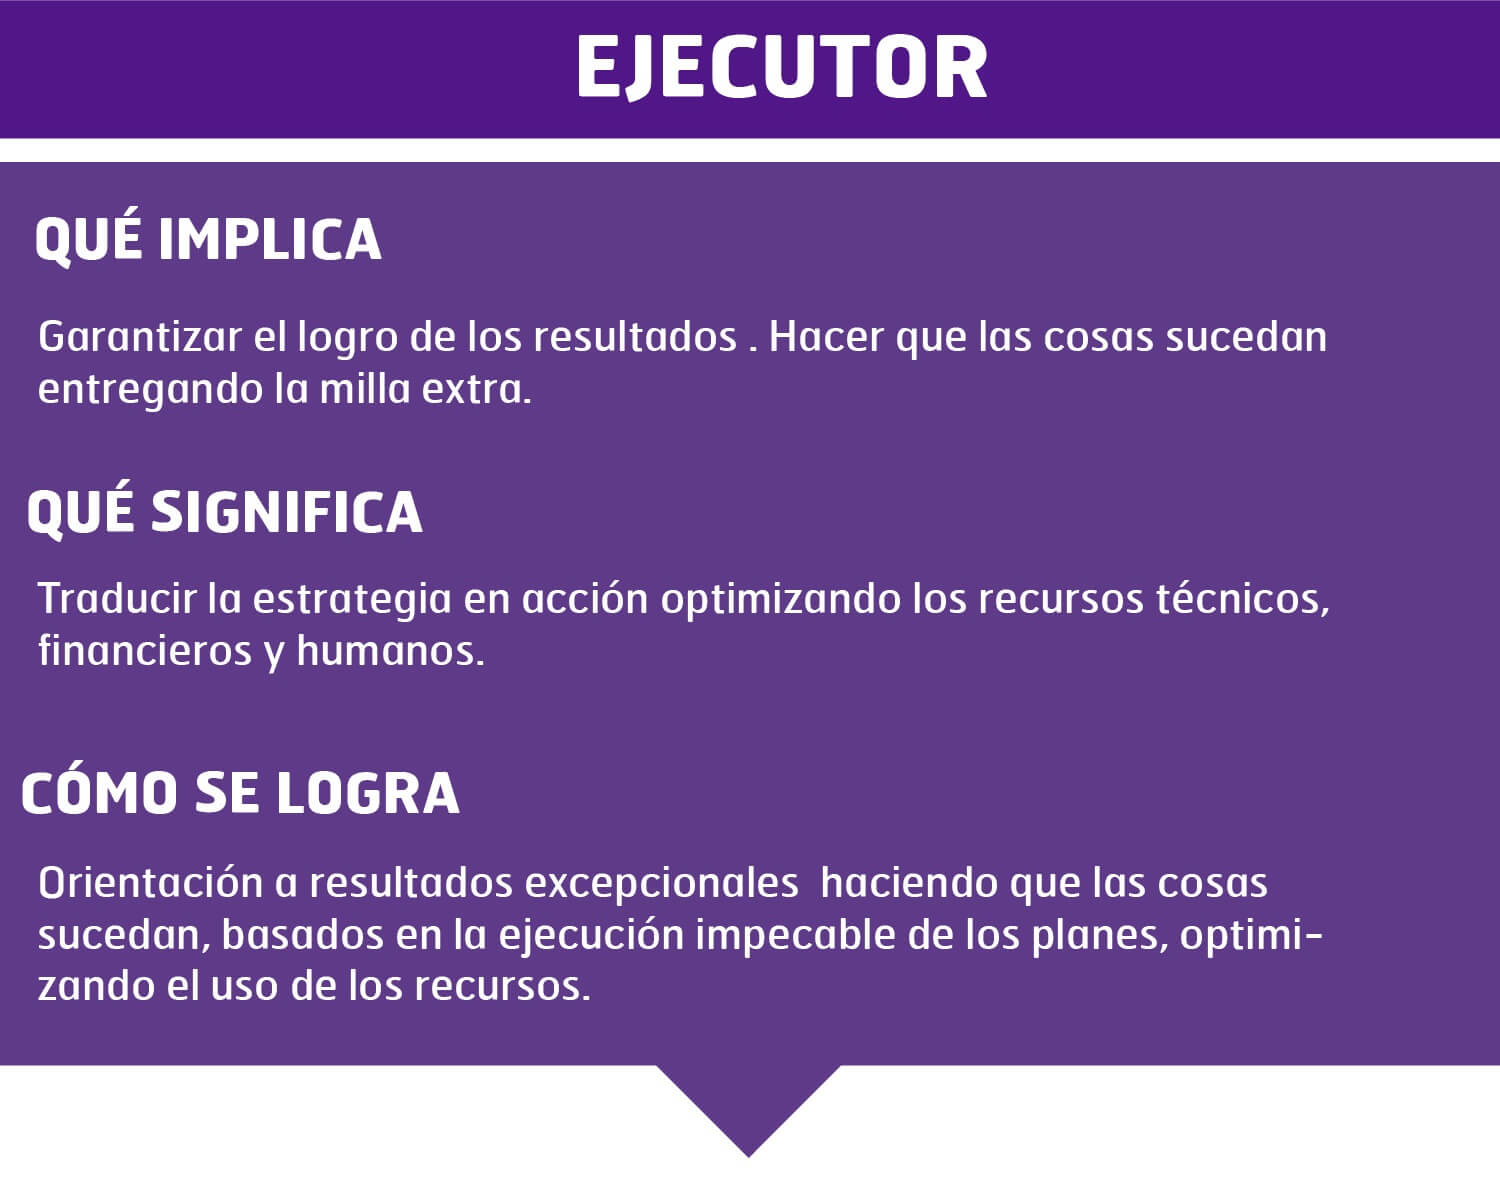 EJECUTOR
QUÉ IMPLICA
Garantizar el logro de los resultados . Hacer que las cosas sucedan
entregando la milla extra.
QUÉ SIGNIFICA
Traducir la estrategia en acción optimizando los recursos técnicos,
financieros y humanos.
CÓMO SE LOGRA
Orientación a resultados excepcionales  haciendo que las cosas
sucedan, basados en la ejecución impecable de los planes, optimi-
zando el uso de los recursos.